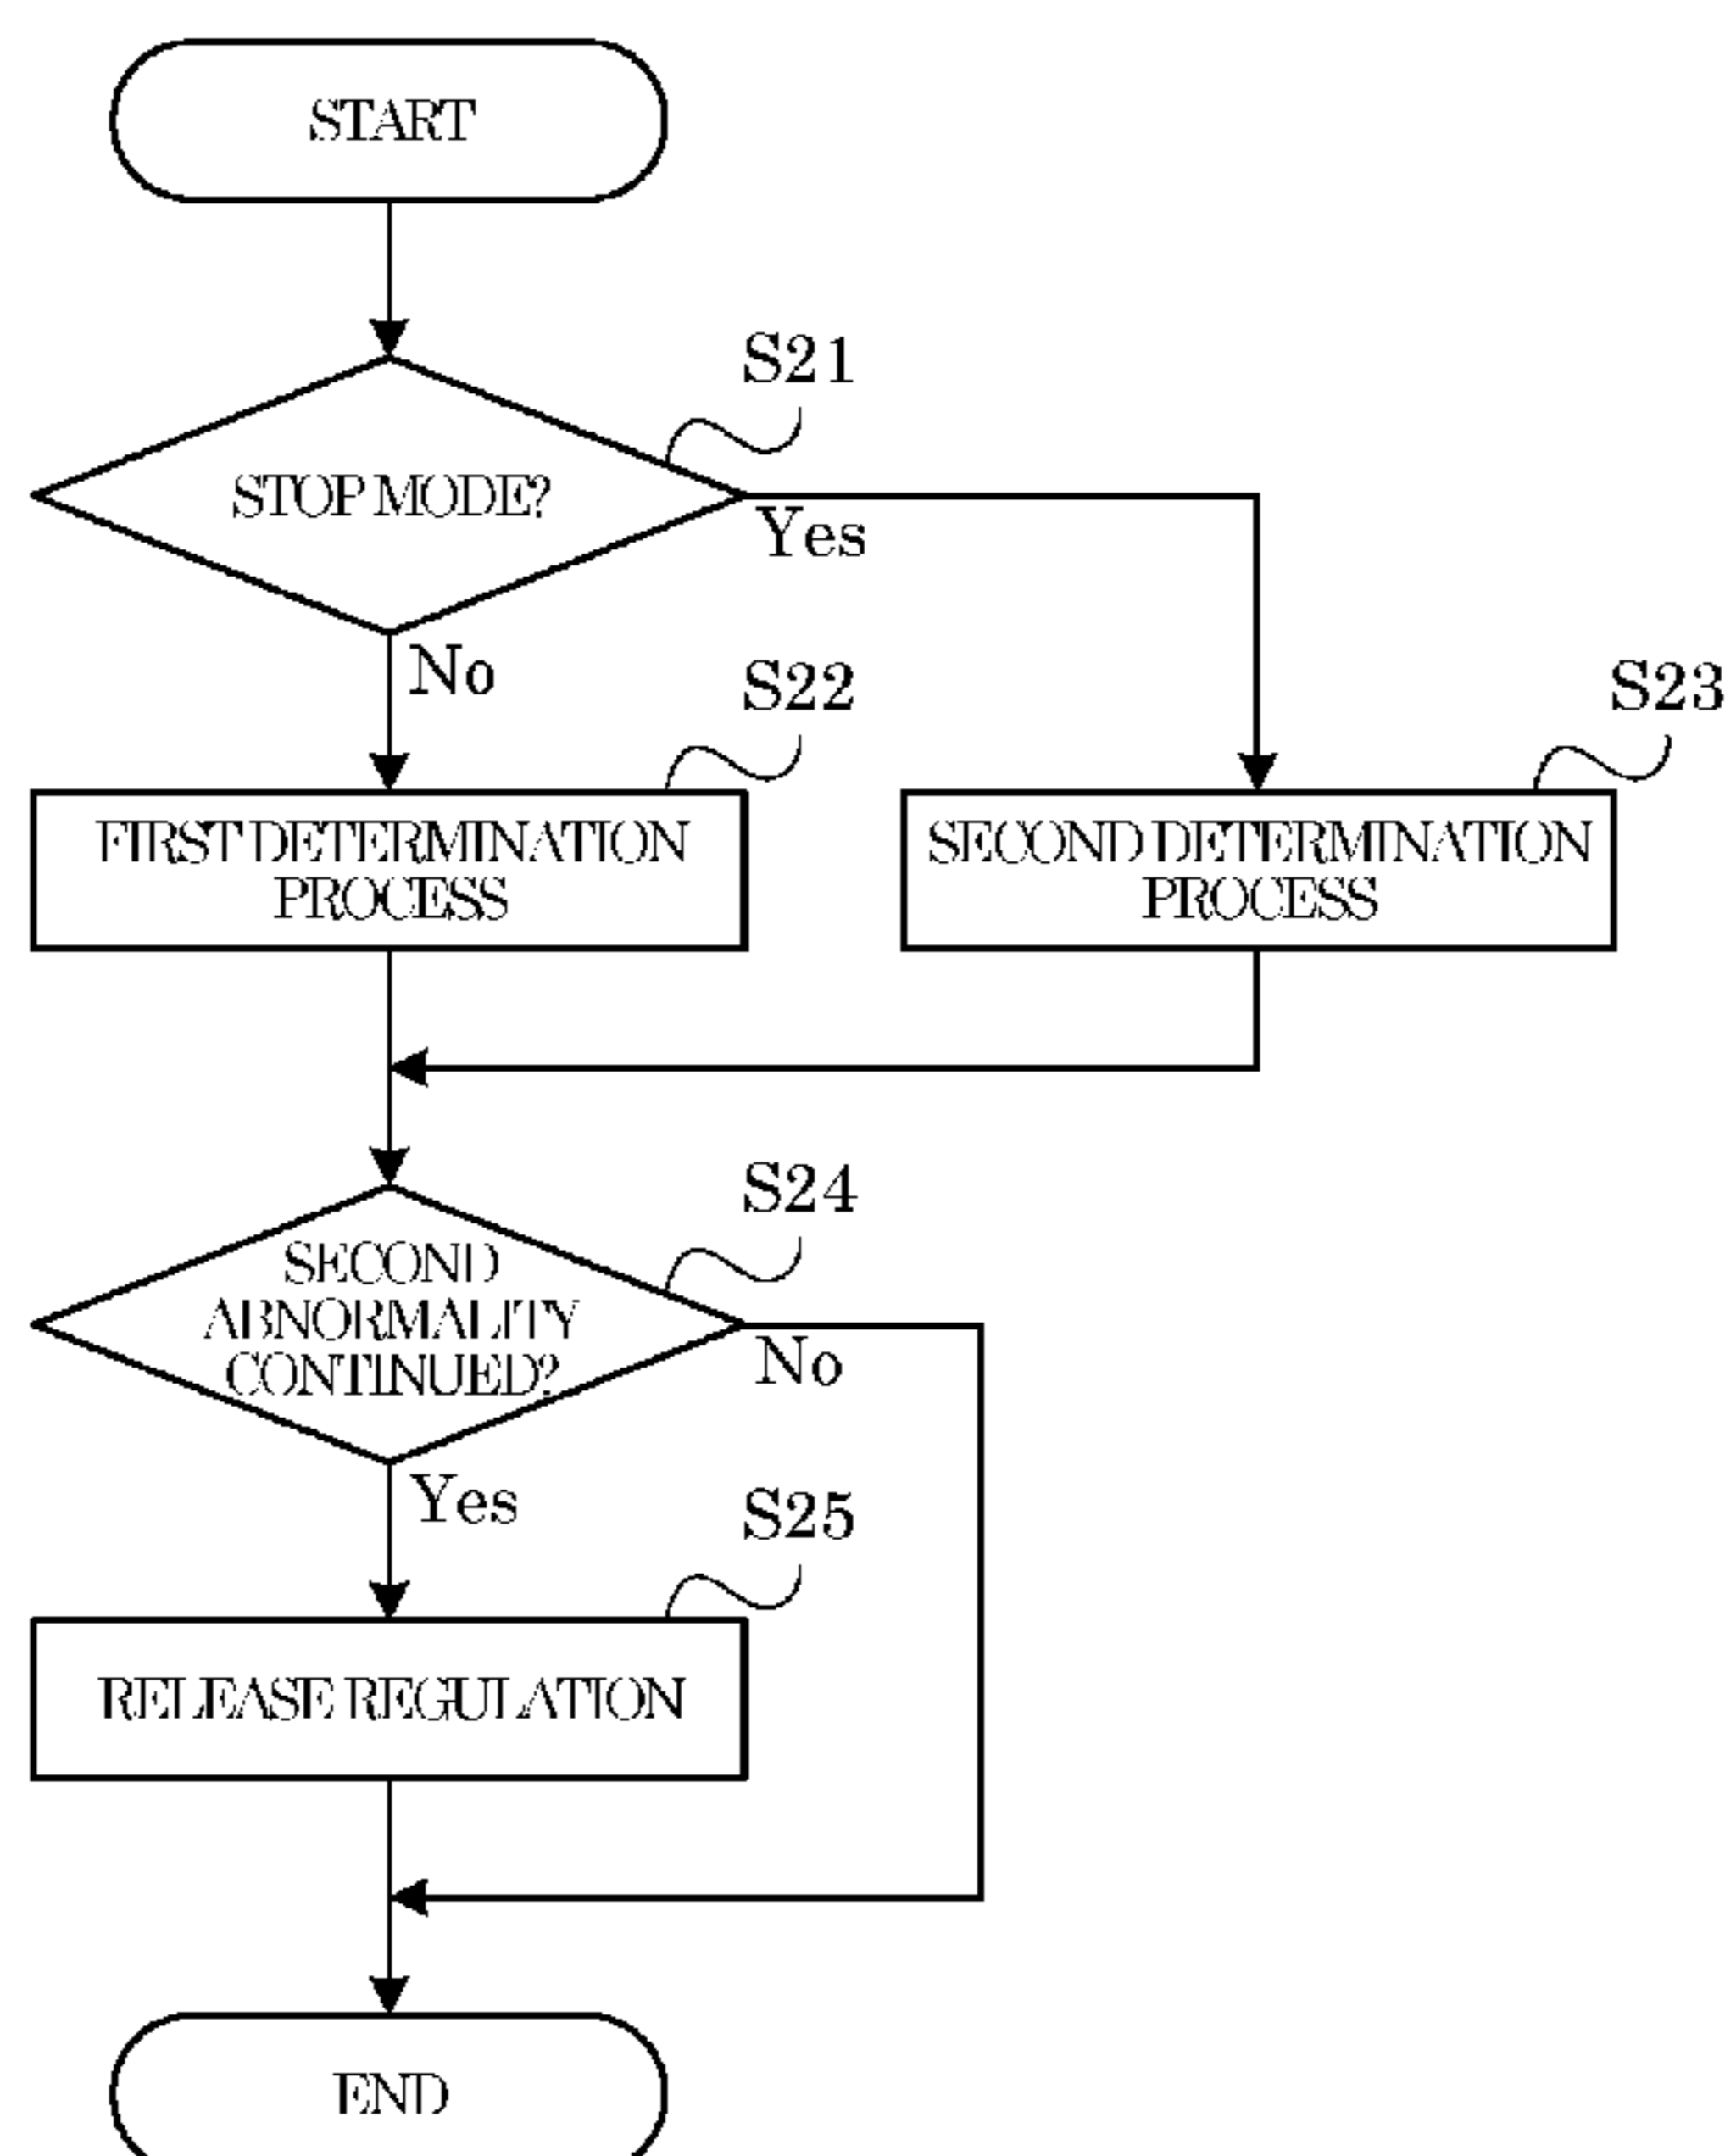 START
S21
STOP MODE?
Yes
No
S22
S23
FIRST DETERMINATION
PROCESS
SECOND DETERMINATION
PROCESS
S24
SECOND
ABNORMALITY
CONTINUED?
No
Yes
S25
RELEASE REGULATION
END